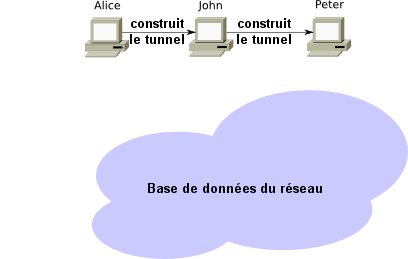 Alice
John
Peter
construit
le tunnel
construit
le tunnel
Base de données du réseau